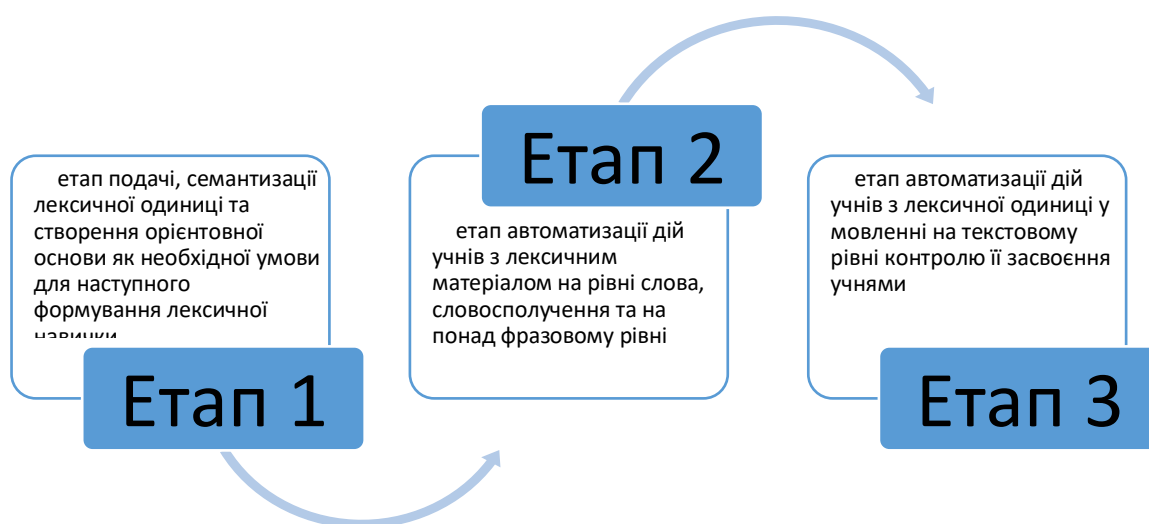 етап подачі, семантизації
лексичної одиниці та
створення орієнтовної
основи як необхідної умови
для наступного
формування лексичної
навички
Етап 1
Етап 2
етап автоматизації дій
учнів з лексичним
матеріалом на рівні слова,
словосполучення та на
понад фразовому рівні
етап автоматизації дій
учнів з лексичної одиниці у
мовленні на текстовому
рівні контролю її засвоєння
учнями
Етап 3